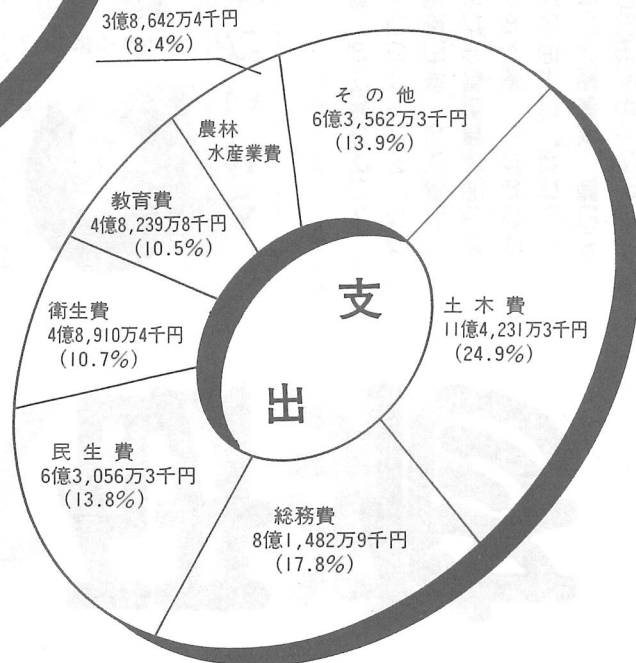 3億8,642万4千円
(8.4%)
農林
水産業費
その他
6億3,562万3千円
(13.9%)
教育費
4億8,239万8千円
(10.5%)
衛生費
4億8,910万4千円
(10.7%)
民生費
6億3,056万3千円
(13.8%)
総務費
8億1,482万9千円
(17.8%)
土木費
11億4,231万3千円
(24.9%)
支
出